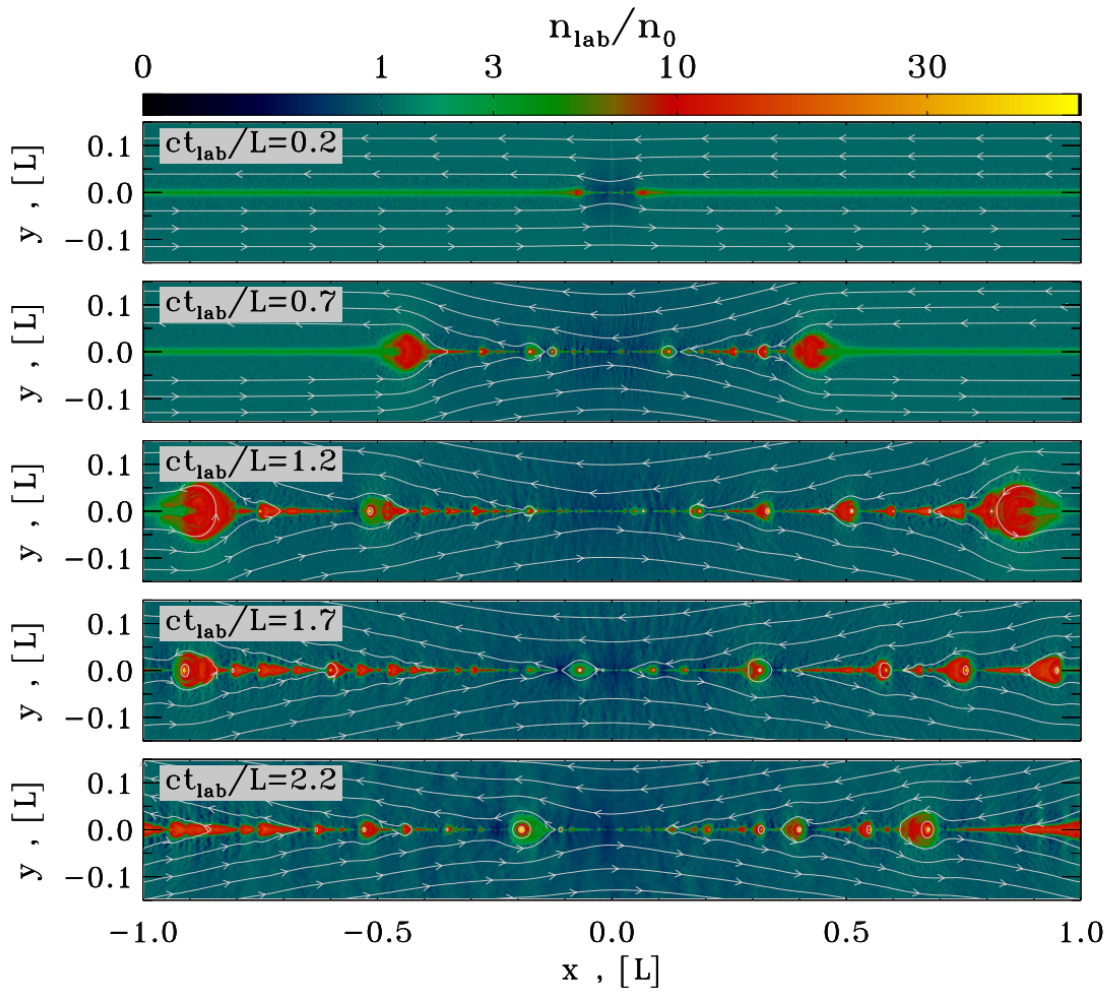 n_lab/n_0
0 1 3 10 30
ct_lab/L=0.2
0.1
0.0
−0.1
y , [L]
ct_lab/L=0.7
0.1
0.0
−0.1
y , [L]
ct_lab/L=1.2
0.1
0.0
−0.1
y , [L]
ct_lab/L=1.7
0.1
0.0
−0.1
y , [L]
ct_lab/L=2.2
0.1
0.0
−0.1
y , [L]
−1.0 −0.5 0.0 0.5 1.0
x , [L]